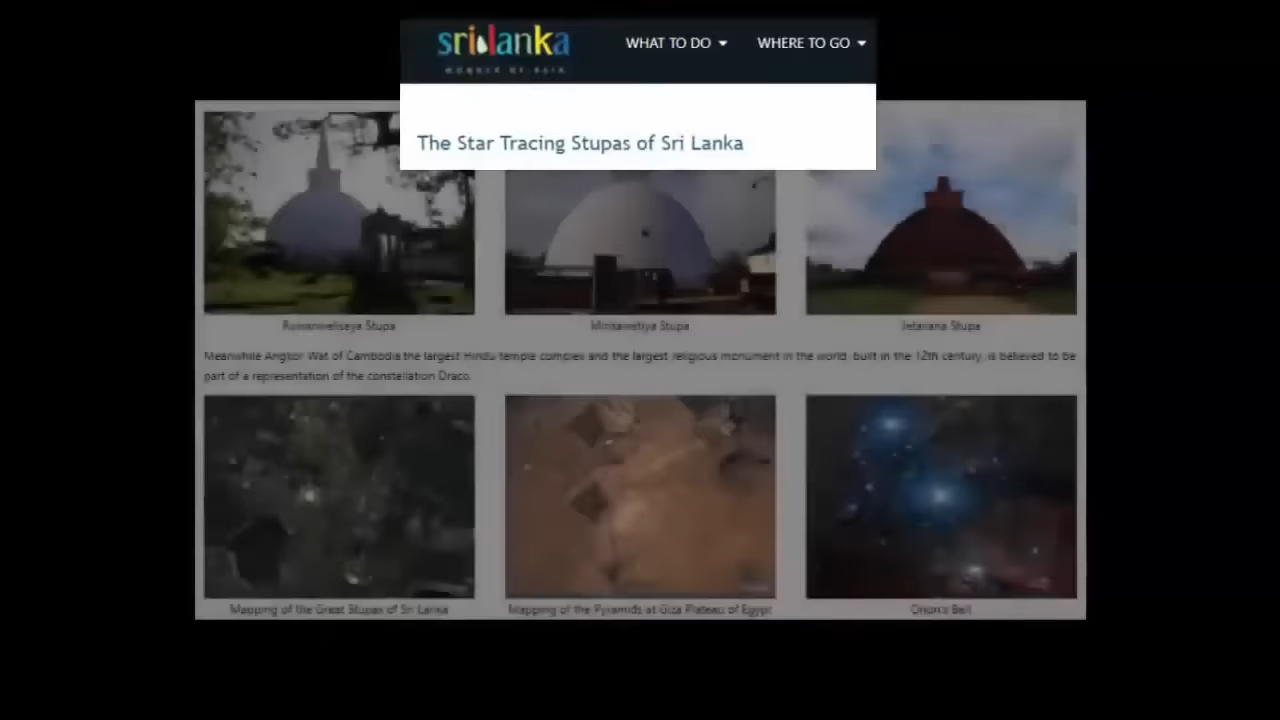 srilanka
WHAT TO DO
WHERE TO GO
The Star Tracing Stupas of Sri Lanka
Ruwanweliseya Stupa
Mirisawetiya Stupa
Jetavana Stupa
Meanwhile Angkor Wat of Cambodia the largest Hindu temple complex and the largest religious monument in the world, built in the 12th century, is believed to be
part of a representation of the constellation Draco.
Mapping of the Great Stupas of Sri Lanka
Mapping of the Pyramids at Giza Plateau of Egypt
Orion's Belt